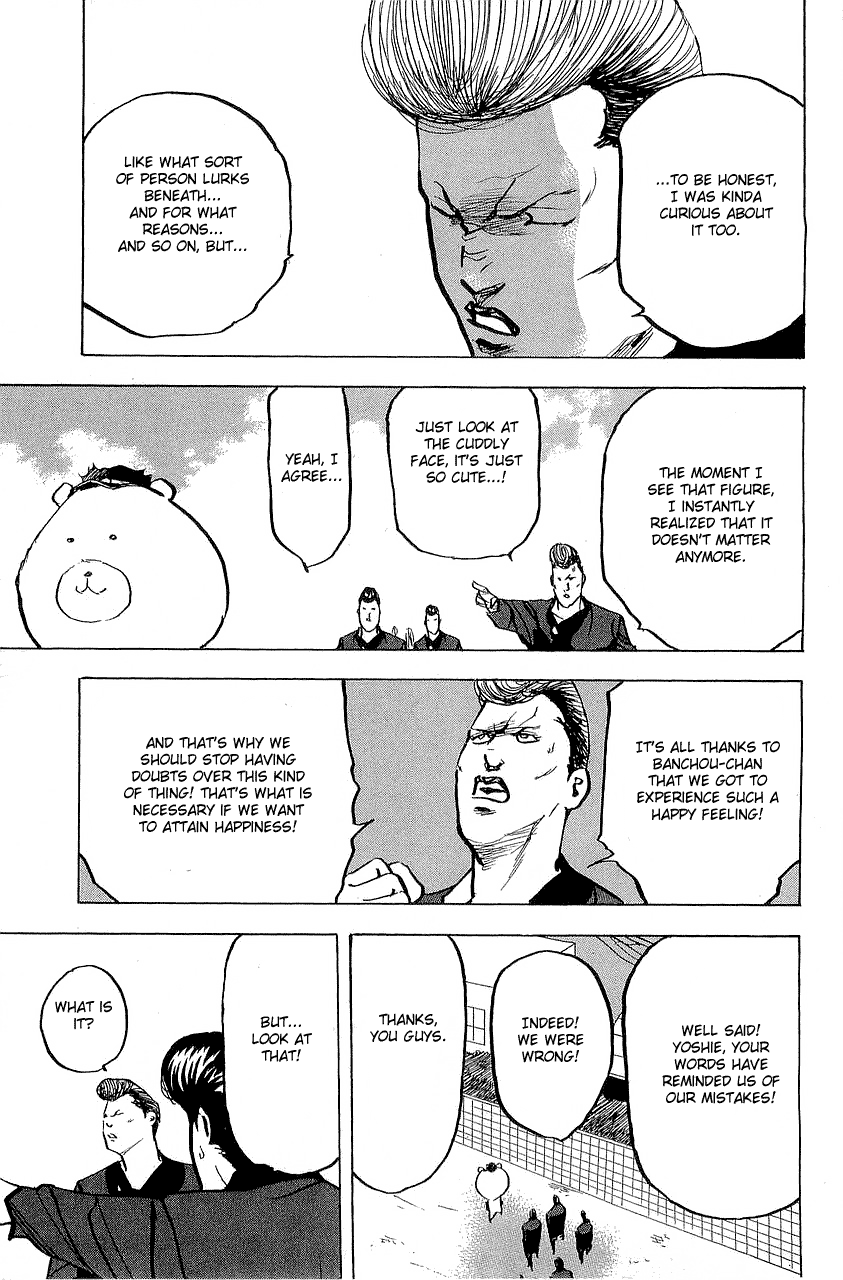 ...TO BE HONEST,
I WAS KINDA
CURIOUS ABOUT
IT TOO.
LIKE WHAT SORT
OF PERSON LURKS
BENEATH...
AND FOR WHAT
REASONS...
AND SO ON, BUT...
THE MOMENT I
SEE THAT FIGURE,
I INSTANTLY
REALIZED THAT IT
DOESN'T MATTER
ANYMORE.
JUST LOOK AT
THE CUDDLY
FACE, IT'S JUST
SO CUTE...!
YEAH, I
AGREE...
IT'S ALL THANKS TO
BANCHOU-CHAN
THAT WE GOT TO
EXPERIENCE SUCH A
HAPPY FEELING!
AND THAT'S WHY WE
SHOULD STOP HAVING
DOUBTS OVER THIS KIND
OF THING! THAT'S WHAT IS
NECESSARY IF WE WANT
TO ATTAIN HAPPINESS!
WELL SAID!
YOSHIE, YOUR
WORDS HAVE
REMINDED US OF
OUR MISTAKES!
INDEED!
WE WERE
WRONG!
THANKS,
YOU GUYS.
BUT...
LOOK AT
THAT!
WHAT IS
IT?